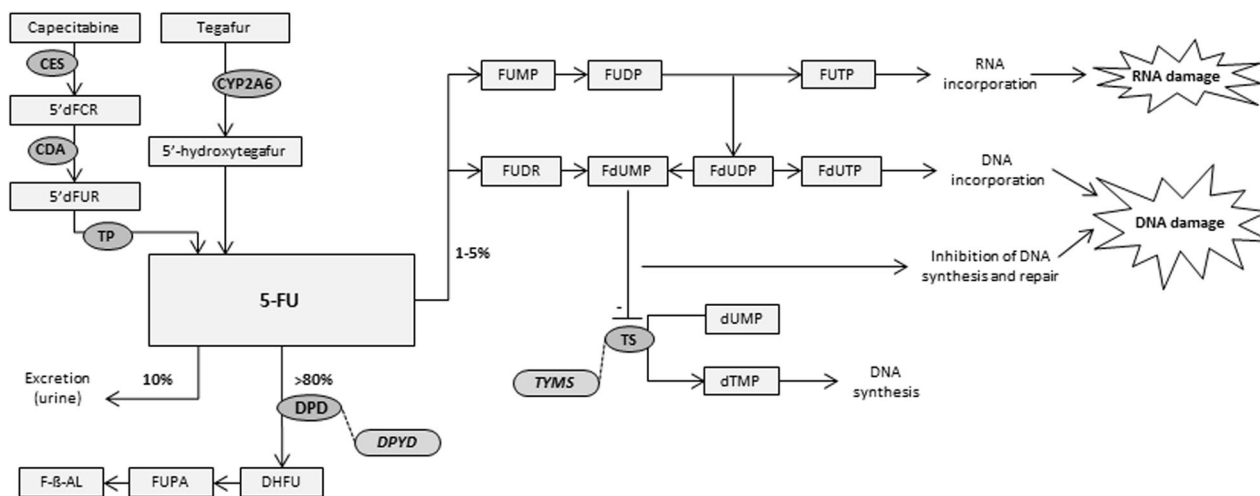 Capecitabine
Tegafur
CES
CYP2A6
5'dFCR
CDA
5'-hydroxytegafur
5'dFUR
TP
5-FU
1-5%
FUMP
FUDP
FUTP
RNA
incorporation
RNA damage
FUDR
FdUMP
FdUDP
FdUTP
DNA
incorporation
DNA damage
Inhibition of DNA
synthesis and repair
-
TS
dUMP
TYMS
dTMP
DNA
synthesis
Excretion
(urine)
10%
>80%
DPD
DPYD
F-ß-AL
FUPA
DHFU